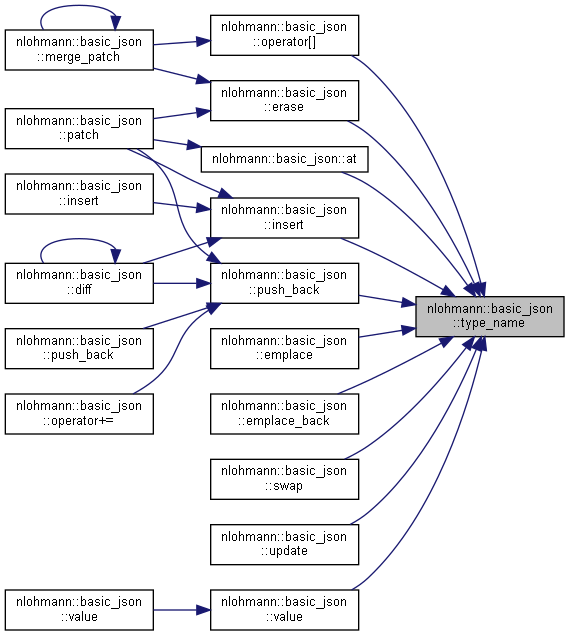 nlohmann::basic_json
::merge_patch
nlohmann::basic_json
::patch
nlohmann::basic_json
::insert
nlohmann::basic_json
::diff
nlohmann::basic_json
::push_back
nlohmann::basic_json
::operator+=
nlohmann::basic_json
::value
nlohmann::basic_json
::operator[]
nlohmann::basic_json
::erase
nlohmann::basic_json::at
nlohmann::basic_json
::insert
nlohmann::basic_json
::push_back
nlohmann::basic_json
::emplace
nlohmann::basic_json
::emplace_back
nlohmann::basic_json
::swap
nlohmann::basic_json
::update
nlohmann::basic_json
::value
nlohmann::basic_json
::type_name